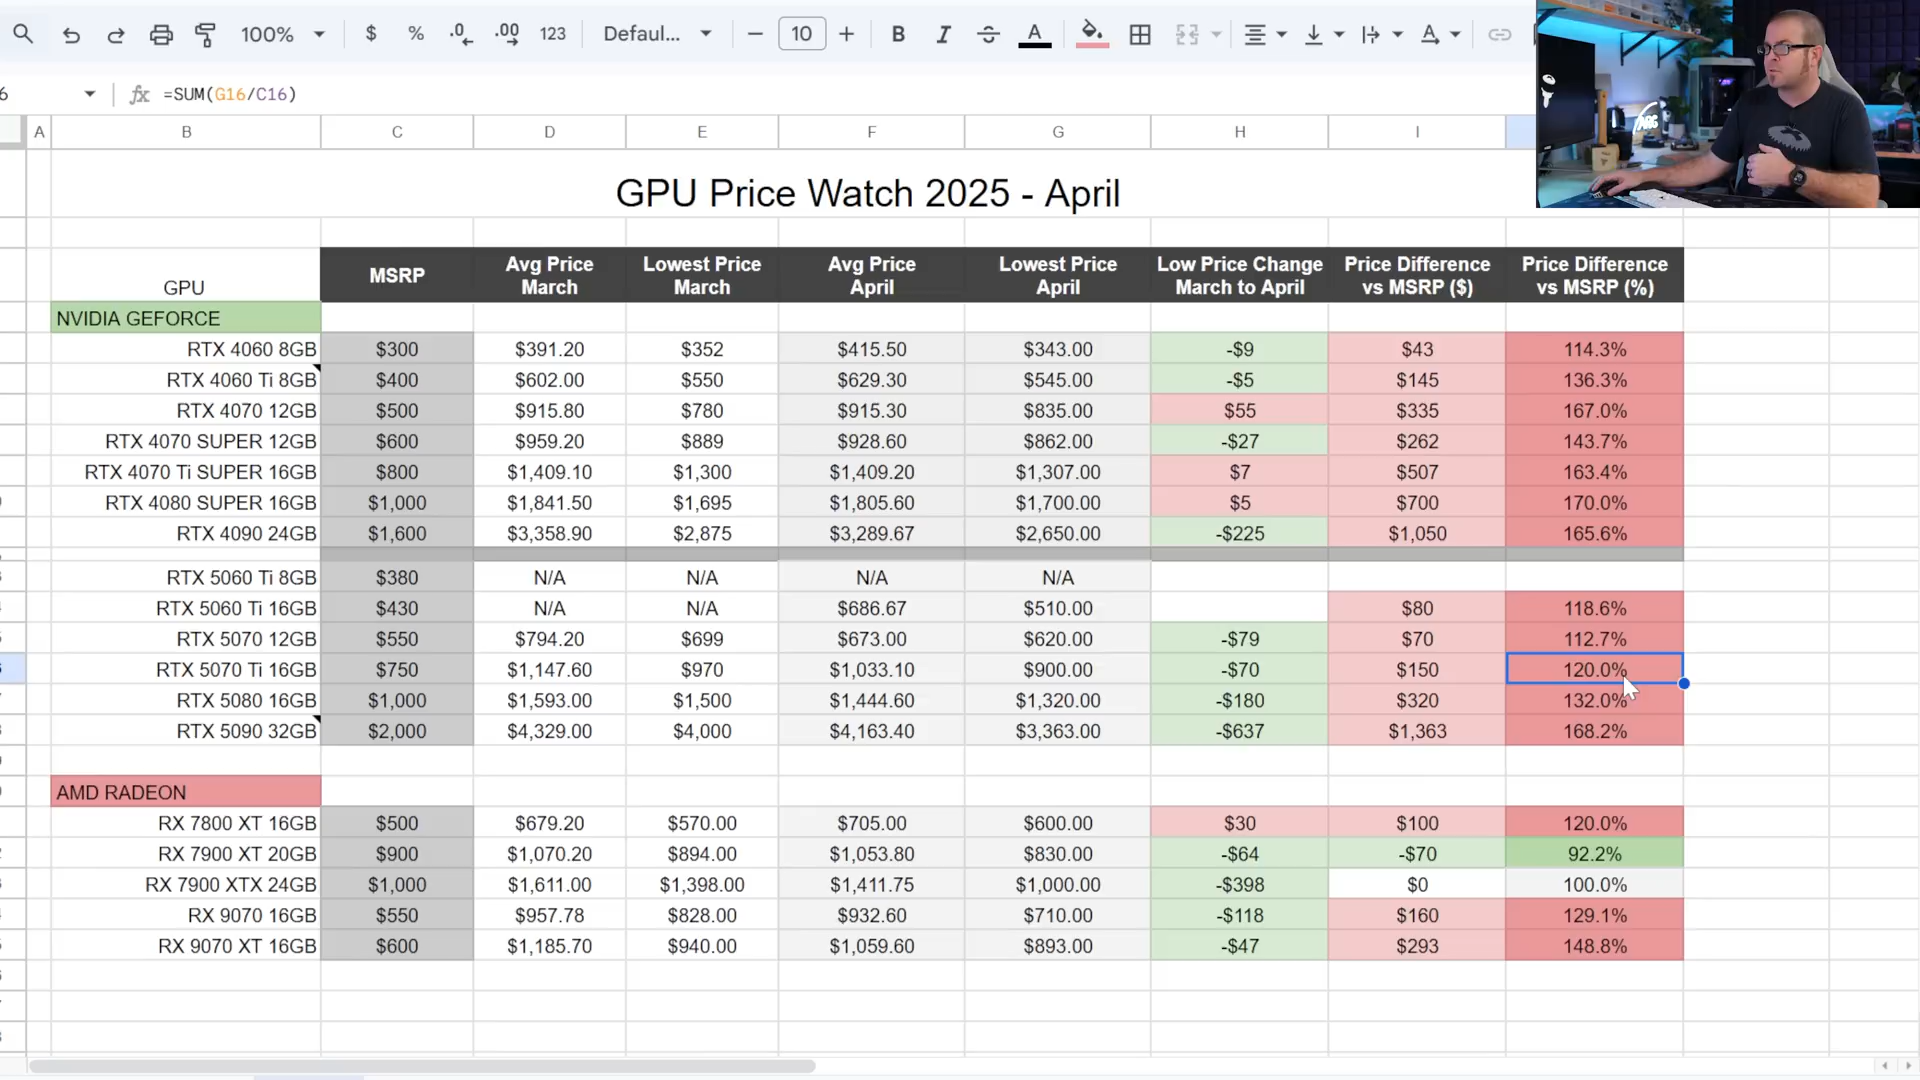 100% $ % .0 .00 123 Defaul... 10 B I S A A
6 fx =SUM(G16/C16)
A B C D E F G H I
GPU Price Watch 2025 - April
GPU MSRP Avg Price March Lowest Price March Avg Price April Lowest Price April Low Price Change March to April Price Difference vs MSRP ($) Price Difference vs MSRP (%)
NVIDIA GEFORCE
RTX 4060 8GB $300 $391.20 $352 $415.50 $343.00 -$9 $43 114.3%
RTX 4060 Ti 8GB $400 $602.00 $550 $629.30 $545.00 -$5 $145 136.3%
RTX 4070 12GB $500 $915.80 $780 $915.30 $835.00 $55 $335 167.0%
RTX 4070 SUPER 12GB $600 $959.20 $889 $928.60 $862.00 -$27 $262 143.7%
RTX 4070 Ti SUPER 16GB $800 $1,409.10 $1,300 $1,409.20 $1,307.00 $7 $507 163.4%
RTX 4080 SUPER 16GB $1,000 $1,841.50 $1,695 $1,805.60 $1,700.00 $5 $700 170.0%
RTX 4090 24GB $1,600 $3,358.90 $2,875 $3,289.67 $2,650.00 -$225 $1,050 165.6%
RTX 5060 Ti 8GB $380 N/A N/A N/A N/A
RTX 5060 Ti 16GB $430 N/A N/A $686.67 $510.00 $80 118.6%
RTX 5070 12GB $550 $794.20 $699 $673.00 $620.00 -$79 $70 112.7%
RTX 5070 Ti 16GB $750 $1,147.60 $970 $1,033.10 $900.00 -$70 $150 120.0%
RTX 5080 16GB $1,000 $1,593.00 $1,500 $1,444.60 $1,320.00 -$180 $320 132.0%
RTX 5090 32GB $2,000 $4,329.00 $4,000 $4,163.40 $3,363.00 -$637 $1,363 168.2%
AMD RADEON
RX 7800 XT 16GB $500 $679.20 $570.00 $705.00 $600.00 $30 $100 120.0%
RX 7900 XT 20GB $900 $1,070.20 $894.00 $1,053.80 $830.00 -$64 -$70 92.2%
RX 7900 XTX 24GB $1,000 $1,611.00 $1,398.00 $1,411.75 $1,000.00 -$398 $0 100.0%
RX 9070 16GB $550 $957.78 $828.00 $932.60 $710.00 -$118 $160 129.1%
RX 9070 XT 16GB $600 $1,185.70 $940.00 $1,059.60 $893.00 -$47 $293 148.8%